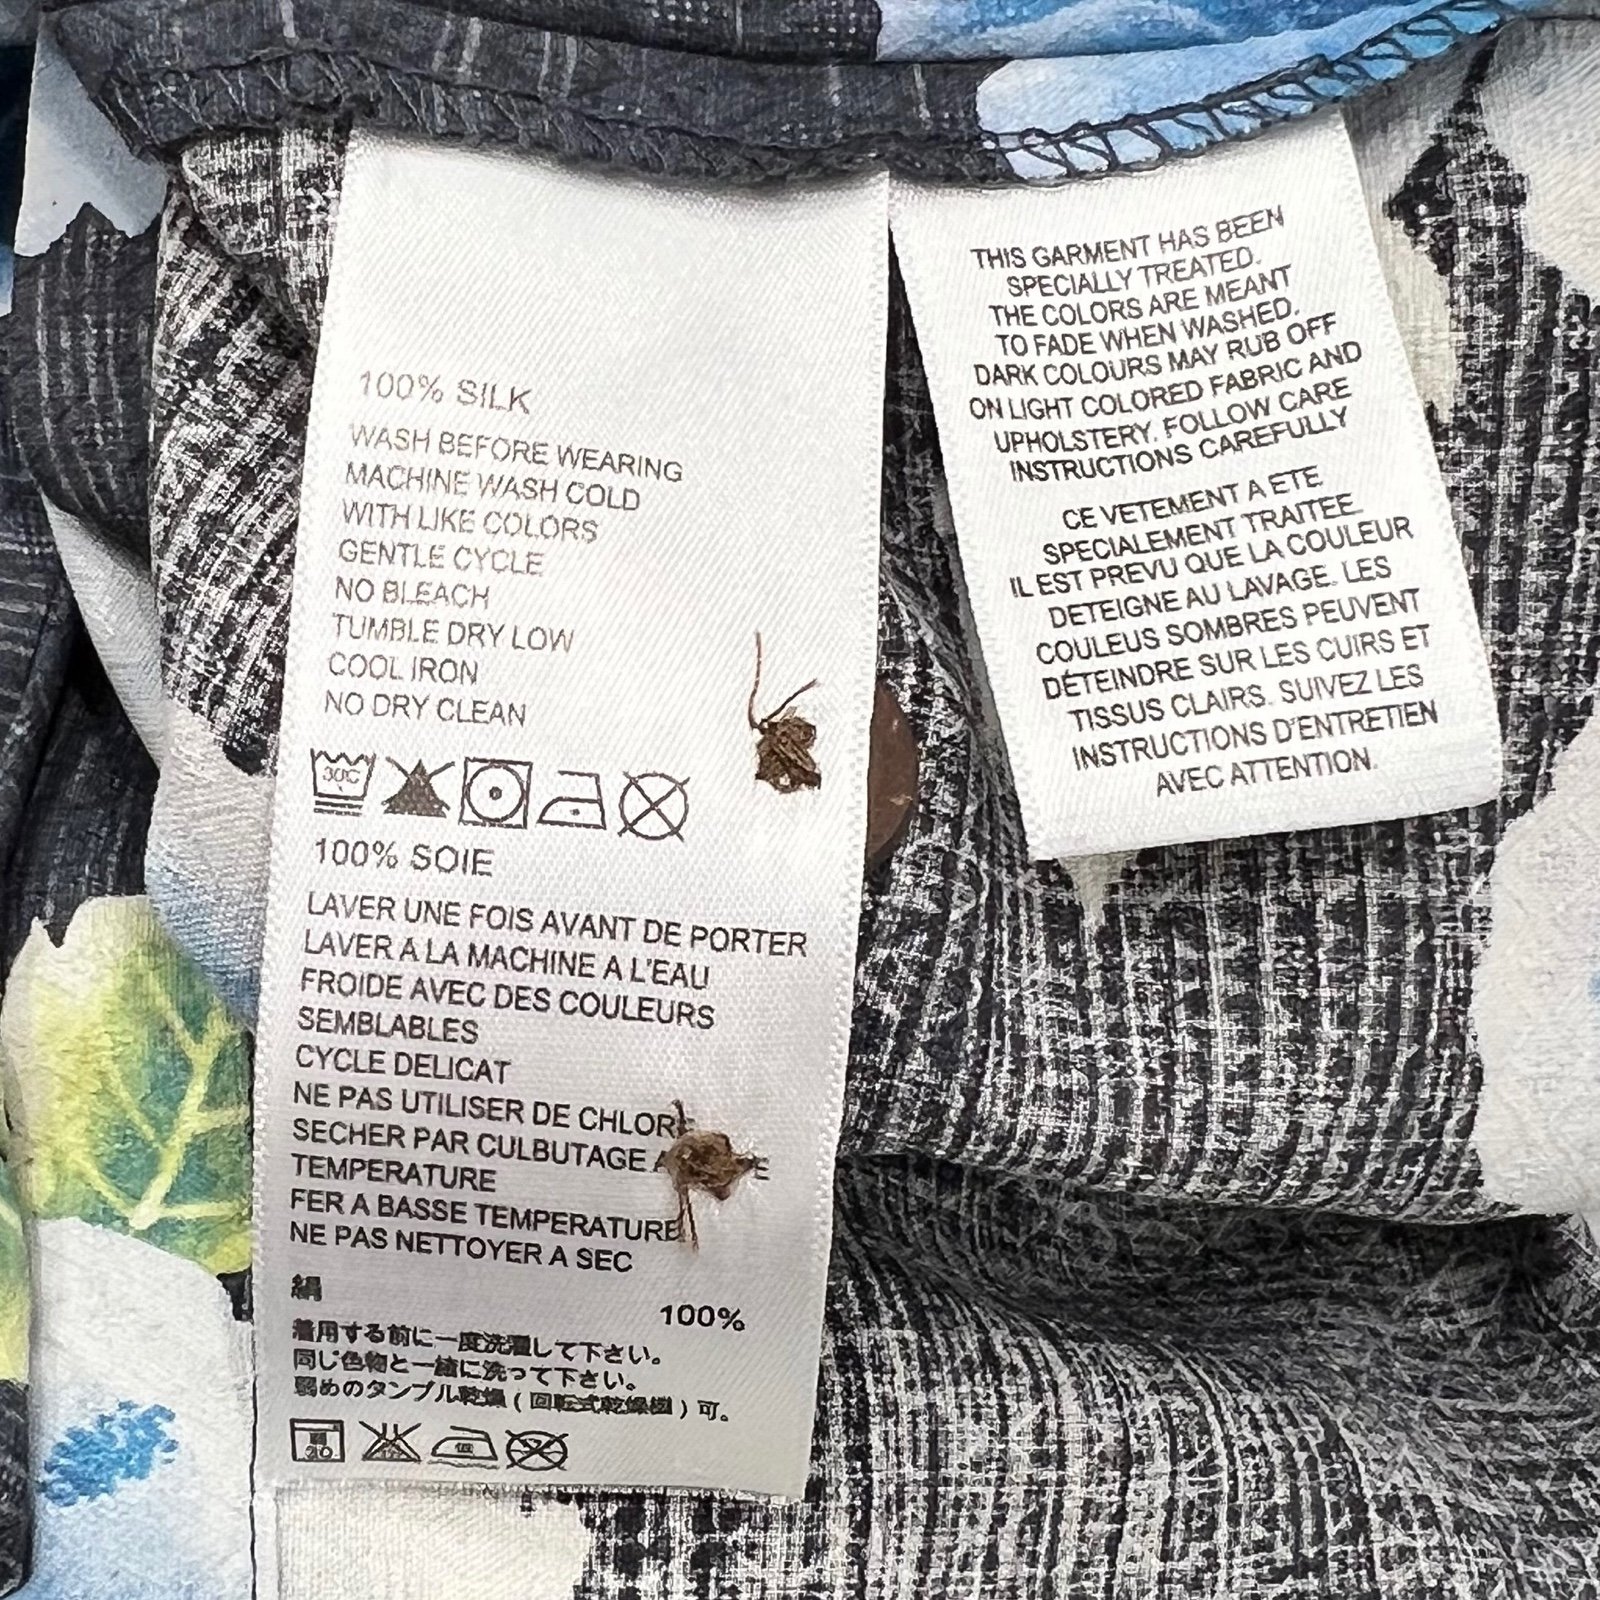 100% SILK
WASH BEFORE WEARING
MACHINE WASH COLD
WITH LIKE COLORS
GENTLE CYCLE
NO BLEACH
TUMBLE DRY LOW
COOL IRON
NO DRY CLEAN
30C
100% SOIE
LAVER UNE FOIS AVANT DE PORTER
LAVER A LA MACHINE A L'EAU
FROIDE AVEC DES COULEURS
SEMBLABLES
CYCLE DELICAT
NE PAS UTILISER DE CHLORE
SECHER PAR CULBUTAGE A
TEMPERATURE
FER A BASSE TEMPERATURE
NE PAS NETTOYER A SEC
絹
100%
着用する前に一度洗濯して下さい。
同じ色物と一緒に洗って下さい。
弱めのタンブル乾燥(回転式乾燥機)可。
THIS GARMENT HAS BEEN
SPECIALLY TREATED.
THE COLORS ARE MEANT
TO FADE WHEN WASHED.
DARK COLOURS MAY RUB OFF
ON LIGHT COLORED FABRIC AND
UPHOLSTERY. FOLLOW CARE
INSTRUCTIONS CAREFULLY
CE VETEMENT A ETE
SPECIALEMENT TRAITEE
IL EST PREVU QUE LA COULEUR
DETEIGNE AU LAVAGE. LES
COULEUS SOMBRES PEUVENT
DÉTEINDRE SUR LES CUIRS ET
TISSUS CLAIRS. SUIVEZ LES
INSTRUCTIONS D'ENTRETIEN
AVEC ATTENTION.